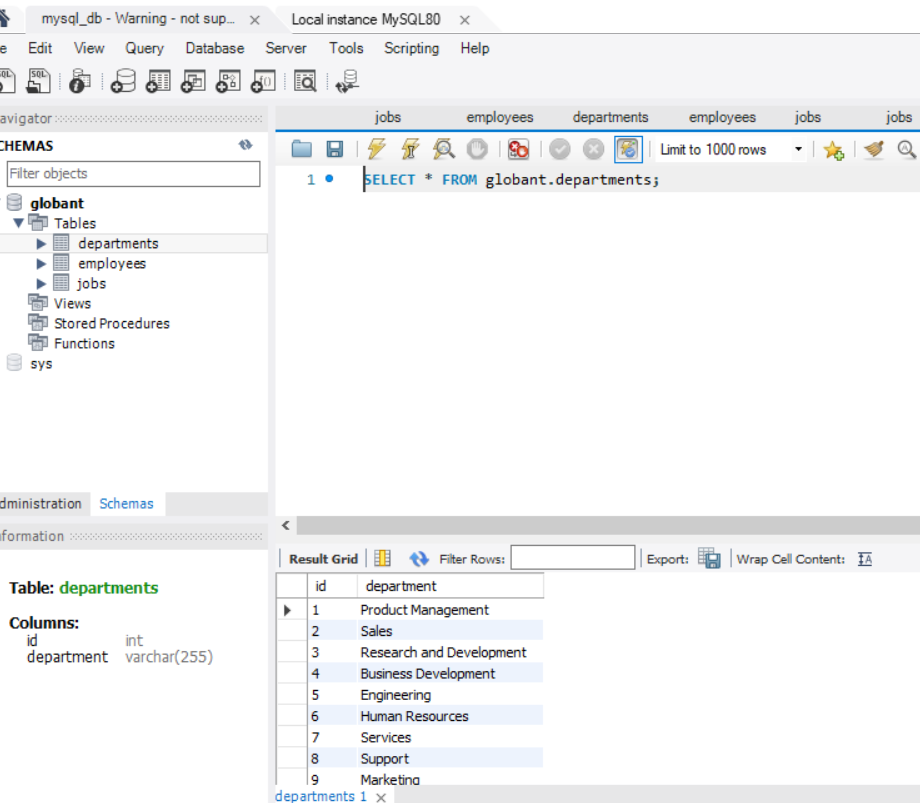 mysql_db - Warning - not sup... × Local instance MySQL80 ×
e Edit View Query Database Server Tools Scripting Help
SQL SQL f()
avigator
jobs employees departments employees jobs jobs
CHEMAS
Limit to 1000 rows
Filter objects
1 SELECT * FROM globant.departments;
globant
Tables
departments
employees
jobs
Views
Stored Procedures
Functions
sys
dministration Schemas
nformation
Result Grid Filter Rows: Export: Wrap Cell Content: IA
Table: departments
Columns:
id int
department varchar(255)
id department
1 Product Management
2 Sales
3 Research and Development
4 Business Development
5 Engineering
6 Human Resources
7 Services
8 Support
9 Marketing
departments 1 ×